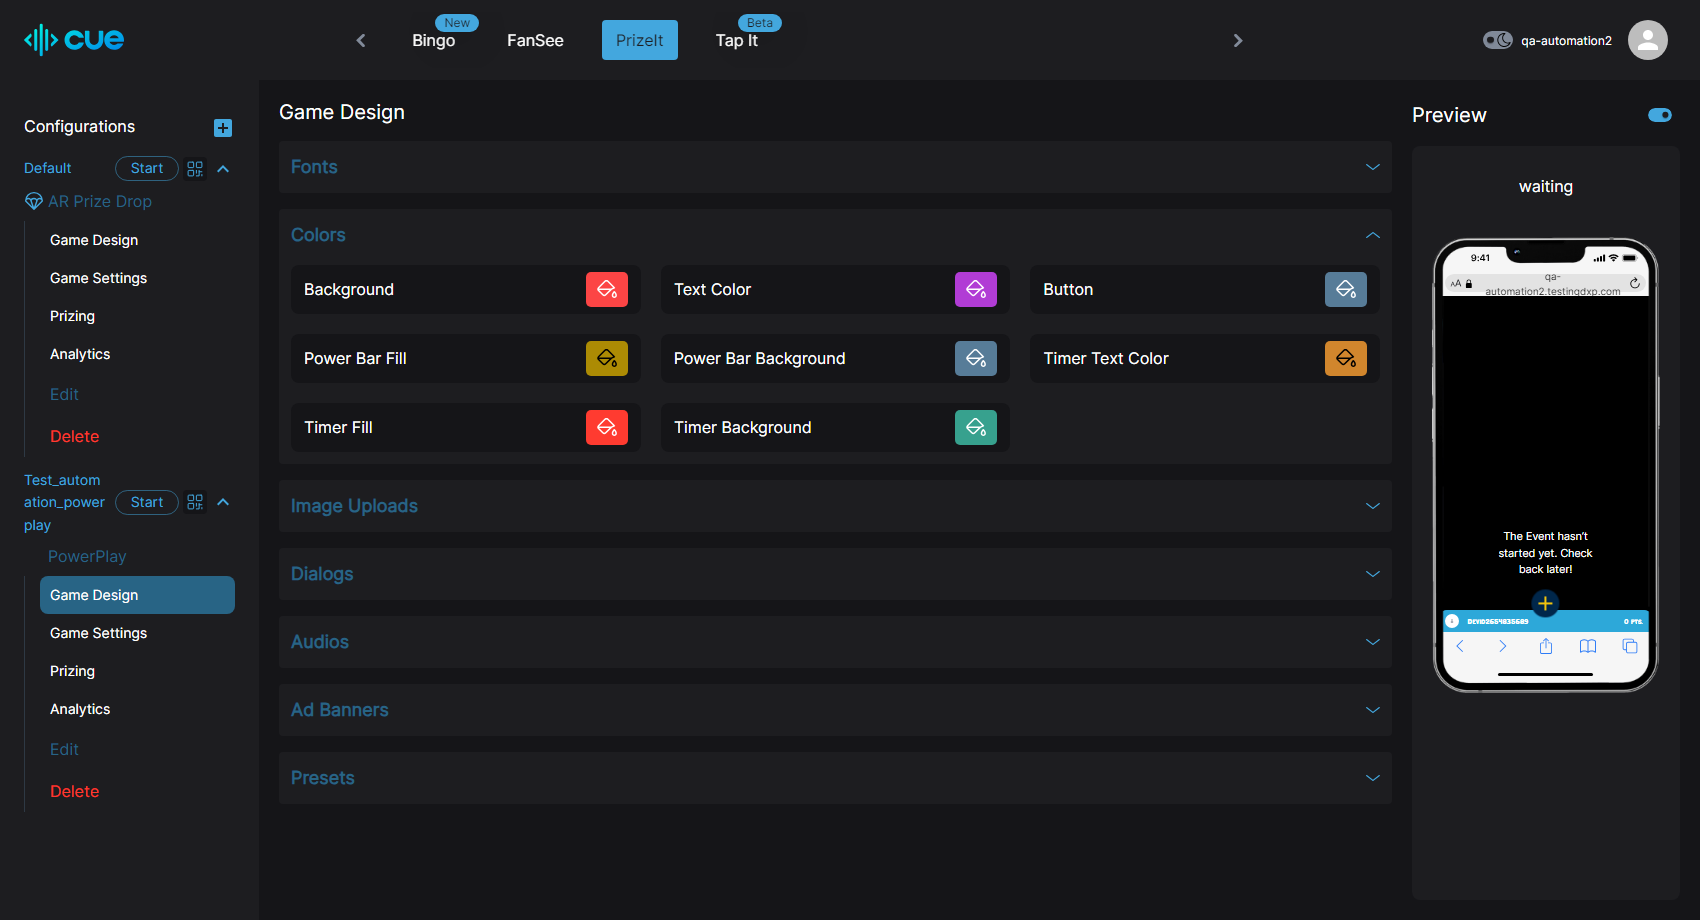 cue
New
Bingo
FanSee
PrizeIt
Beta
Tap It
qa-automation2
Configurations
Default
Start
AR Prize Drop
Game Design
Game Settings
Prizing
Analytics
Edit
Delete
Test_autom
ation_power
play
Start
PowerPlay
Game Design
Game Settings
Prizing
Analytics
Edit
Delete
Game Design
Fonts
Colors
Background
Text Color
Button
Power Bar Fill
Power Bar Background
Timer Text Color
Timer Fill
Timer Background
Image Uploads
Dialogs
Audios
Ad Banners
Presets
Preview
waiting
9:41
AA
qa-
automation2.testingdxp.com
The Event hasn't
started yet. Check
back later!
0 PTS.